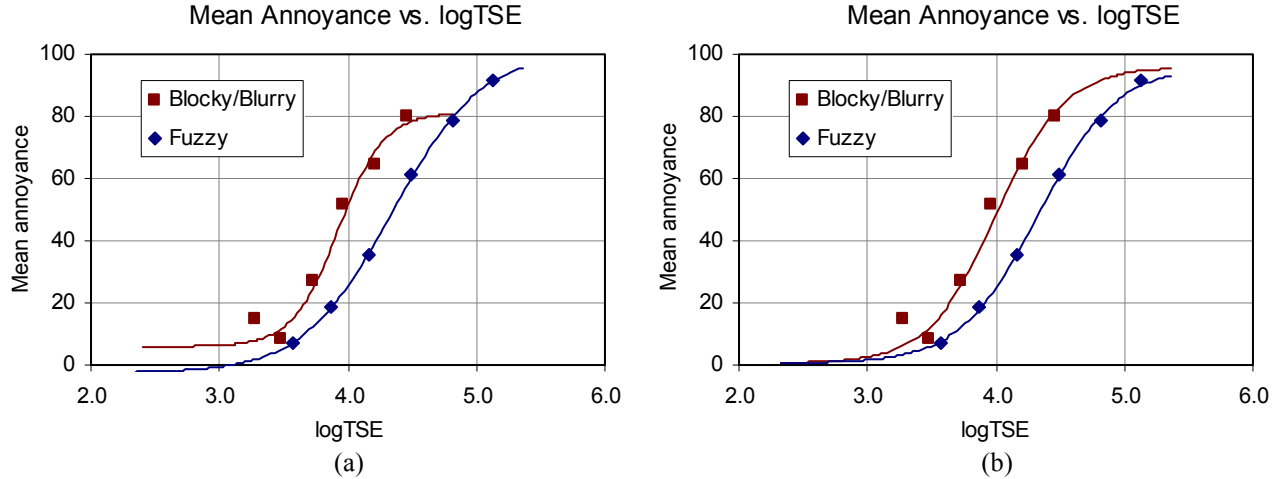 Mean Annoyance vs. logTSE
100
80
60
40
20
0
Mean annoyance
Blocky/Blurry
Fuzzy
2.0 3.0 4.0 5.0 6.0
logTSE
(a)
Mean Annoyance vs. logTSE
100
80
60
40
20
0
Mean annoyance
Blocky/Blurry
Fuzzy
2.0 3.0 4.0 5.0 6.0
logTSE
(b)